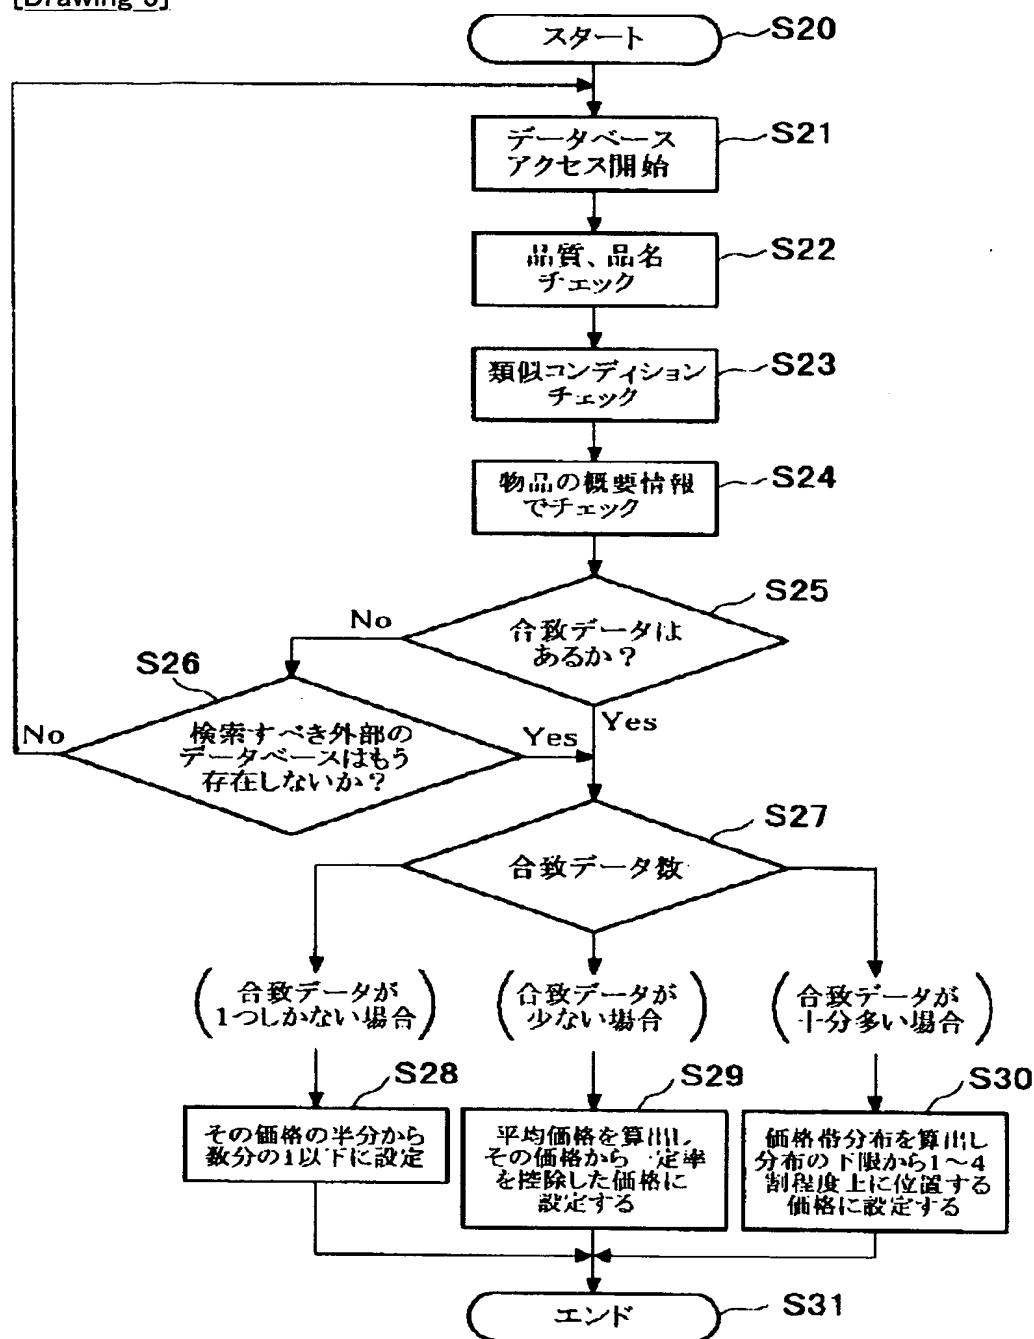 スタート
S20
データベース
アクセス開始
S21
品質、品名
チェック
S22
類似コンディション
チェック
S23
物品の概要情報
でチェック
S24
S25
No
合致データは
あるか？
S26
Yes
No
検索すべき外部の
データベースはもう
存在しないか？
Yes
S27
合致データ数
合致データが
1つしかない場合
合致データが
少ない場合
合致データが
十分多い場合
S28
S29
S30
その価格の半分から
数分の1以下に設定
平均価格を算出し
その価格から一定率
を控除した価格に
設定する
価格帯分布を算出し
分布の下限から1〜4
割程度上に位置する
価格に設定する
エンド
S31